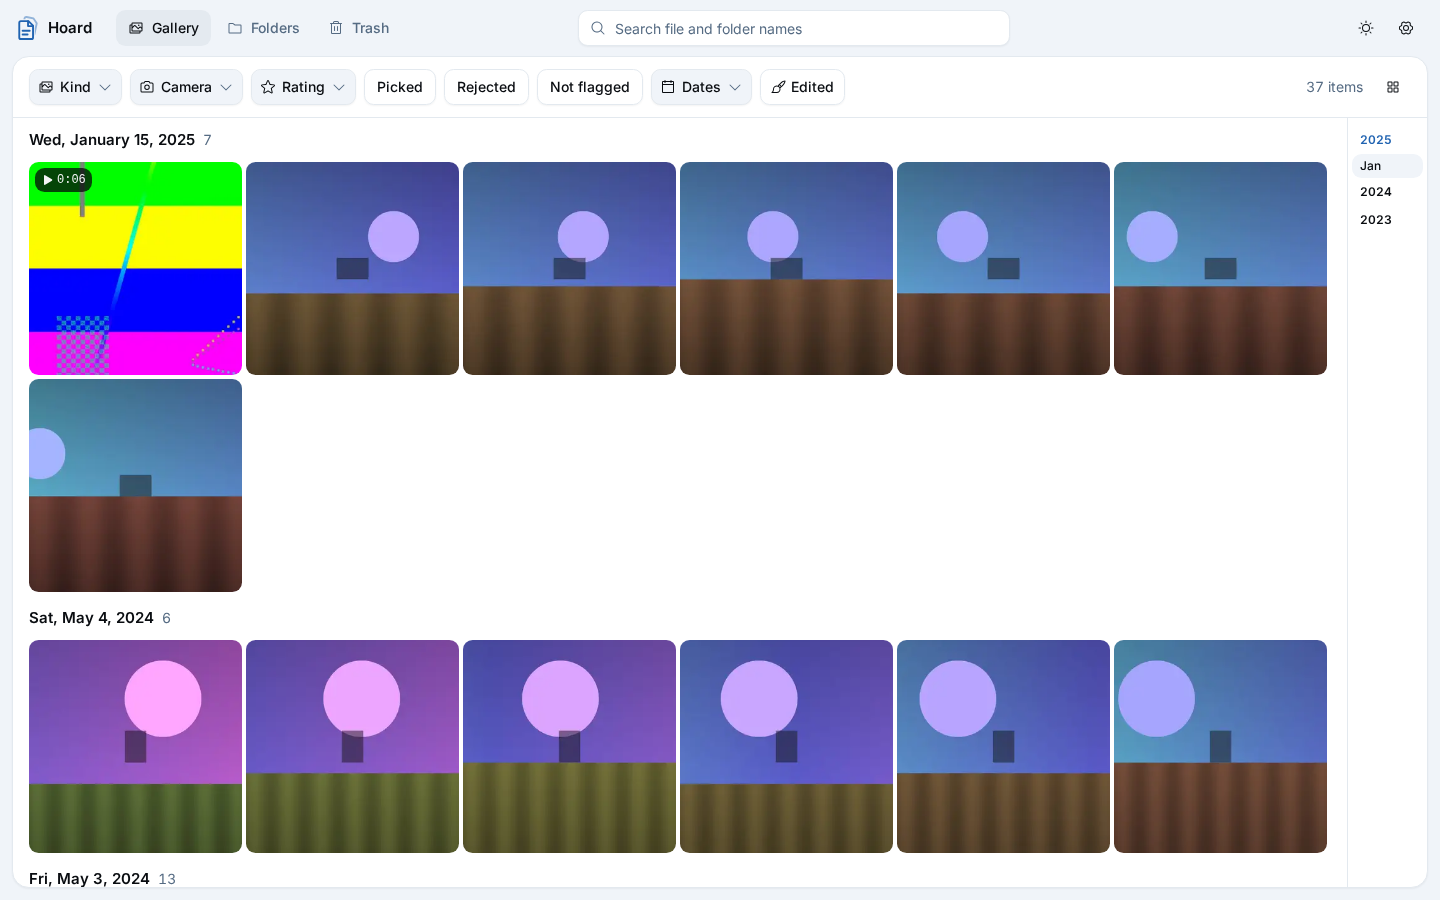 Hoard Gallery Folders Trash Search file and folder names
Kind Camera Rating Picked Rejected Not flagged Dates Edited 37 items
Wed, January 15, 2025 7
2025
Jan
2024
2023
0:06
Sat, May 4, 2024 6
Fri, May 3, 2024 13